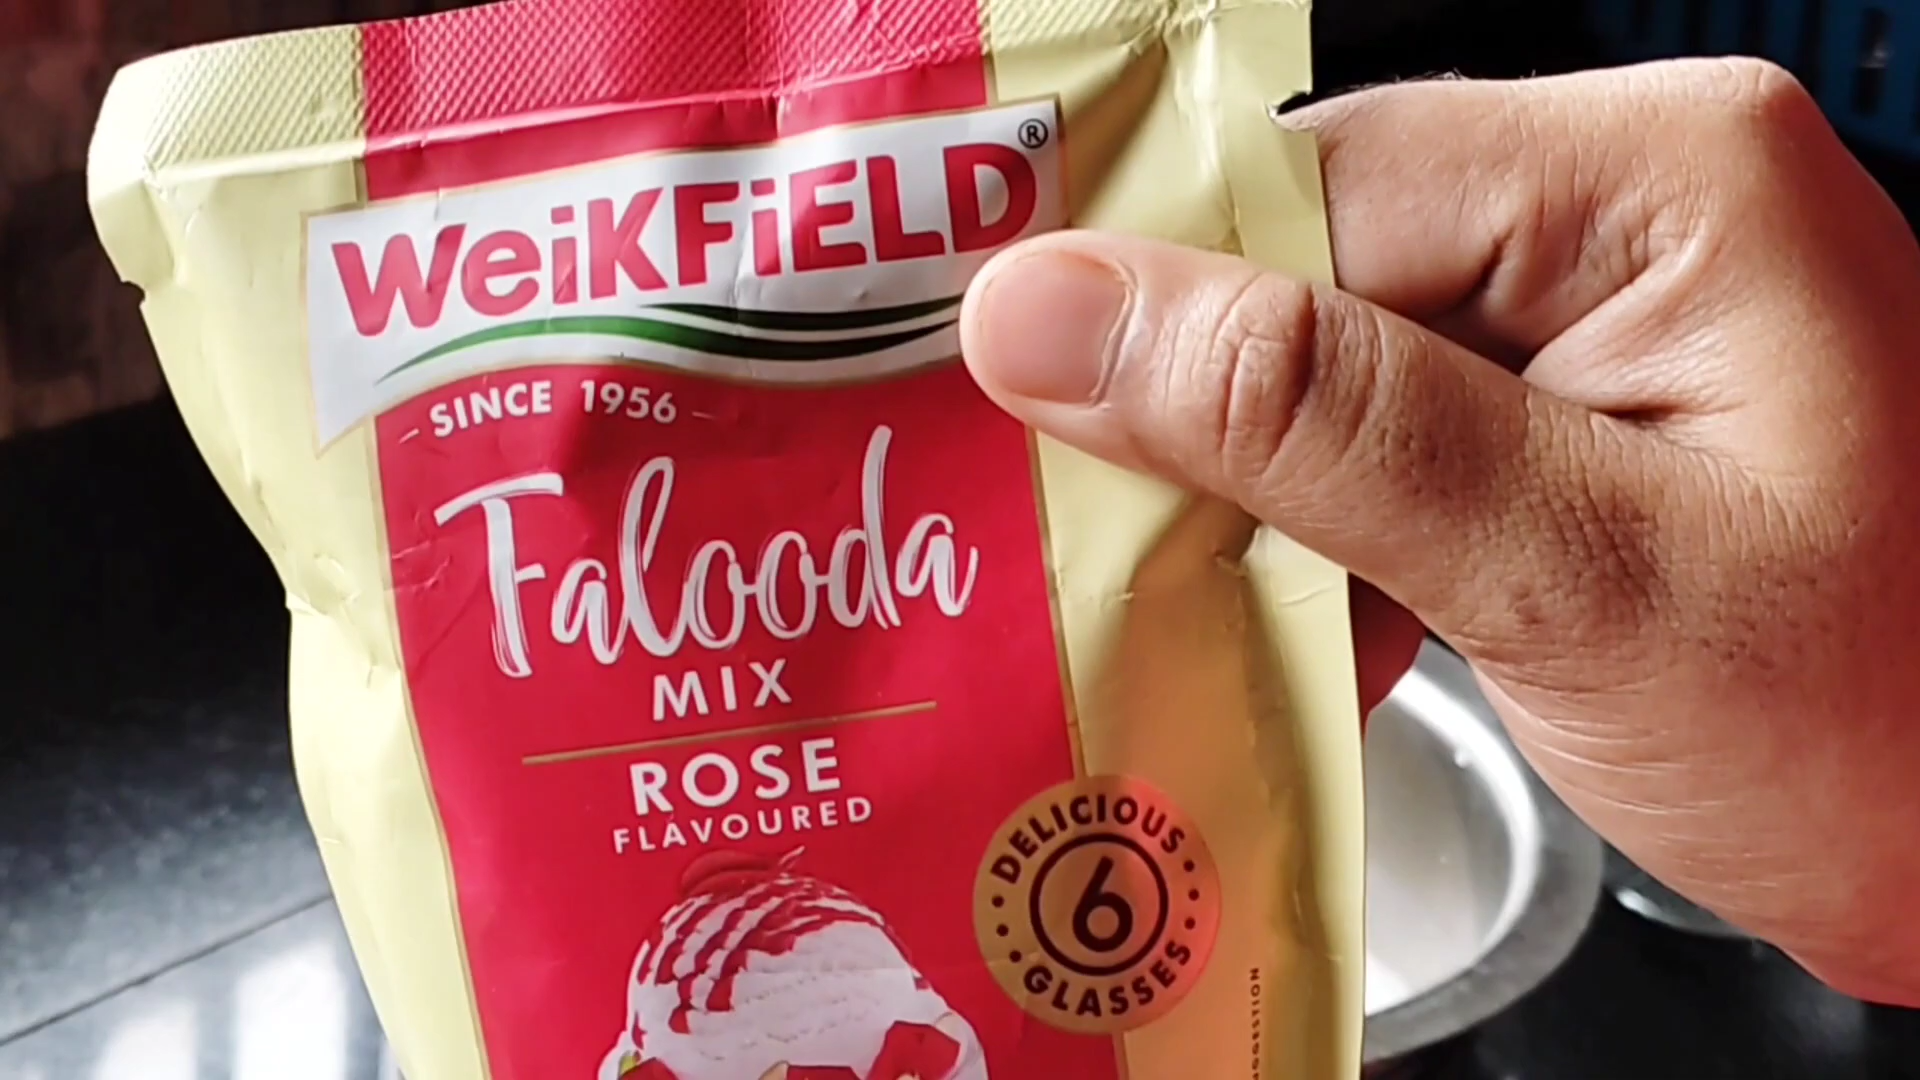 WeiKFiELD®
SINCE 1956
Falooda
MIX
ROSE
FLAVOURED
DELICIOUS
6
GLASSES